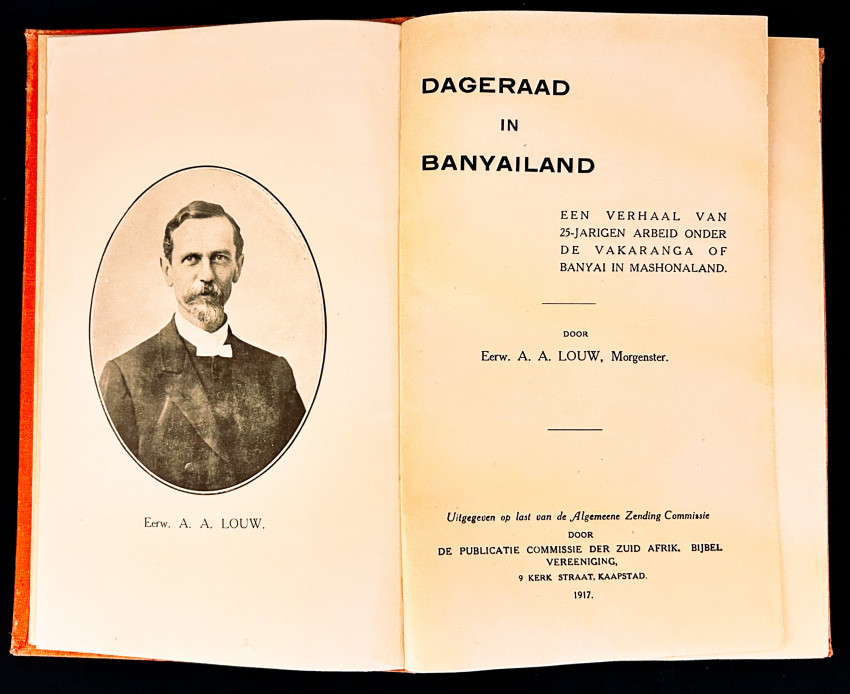 Eerw. A. A. LOUW.
DAGERAAD
IN
BANYAILAND
EEN VERHAAL VAN
25-JARIGEN ARBEID ONDER
DE VAKARANGA OF
BANYAI IN MASHONALAND.
DOOR
Eerw. A. A. LOUW, Morgenster.
Uitgegeven op last van de Algemeene Zending Commissie
DOOR
DE PUBLICATIE COMMISSIE DER ZUID AFRIK. BIJBEL
VEREENIGING,
9 KERK STRAAT, KAAPSTAD.
1917.